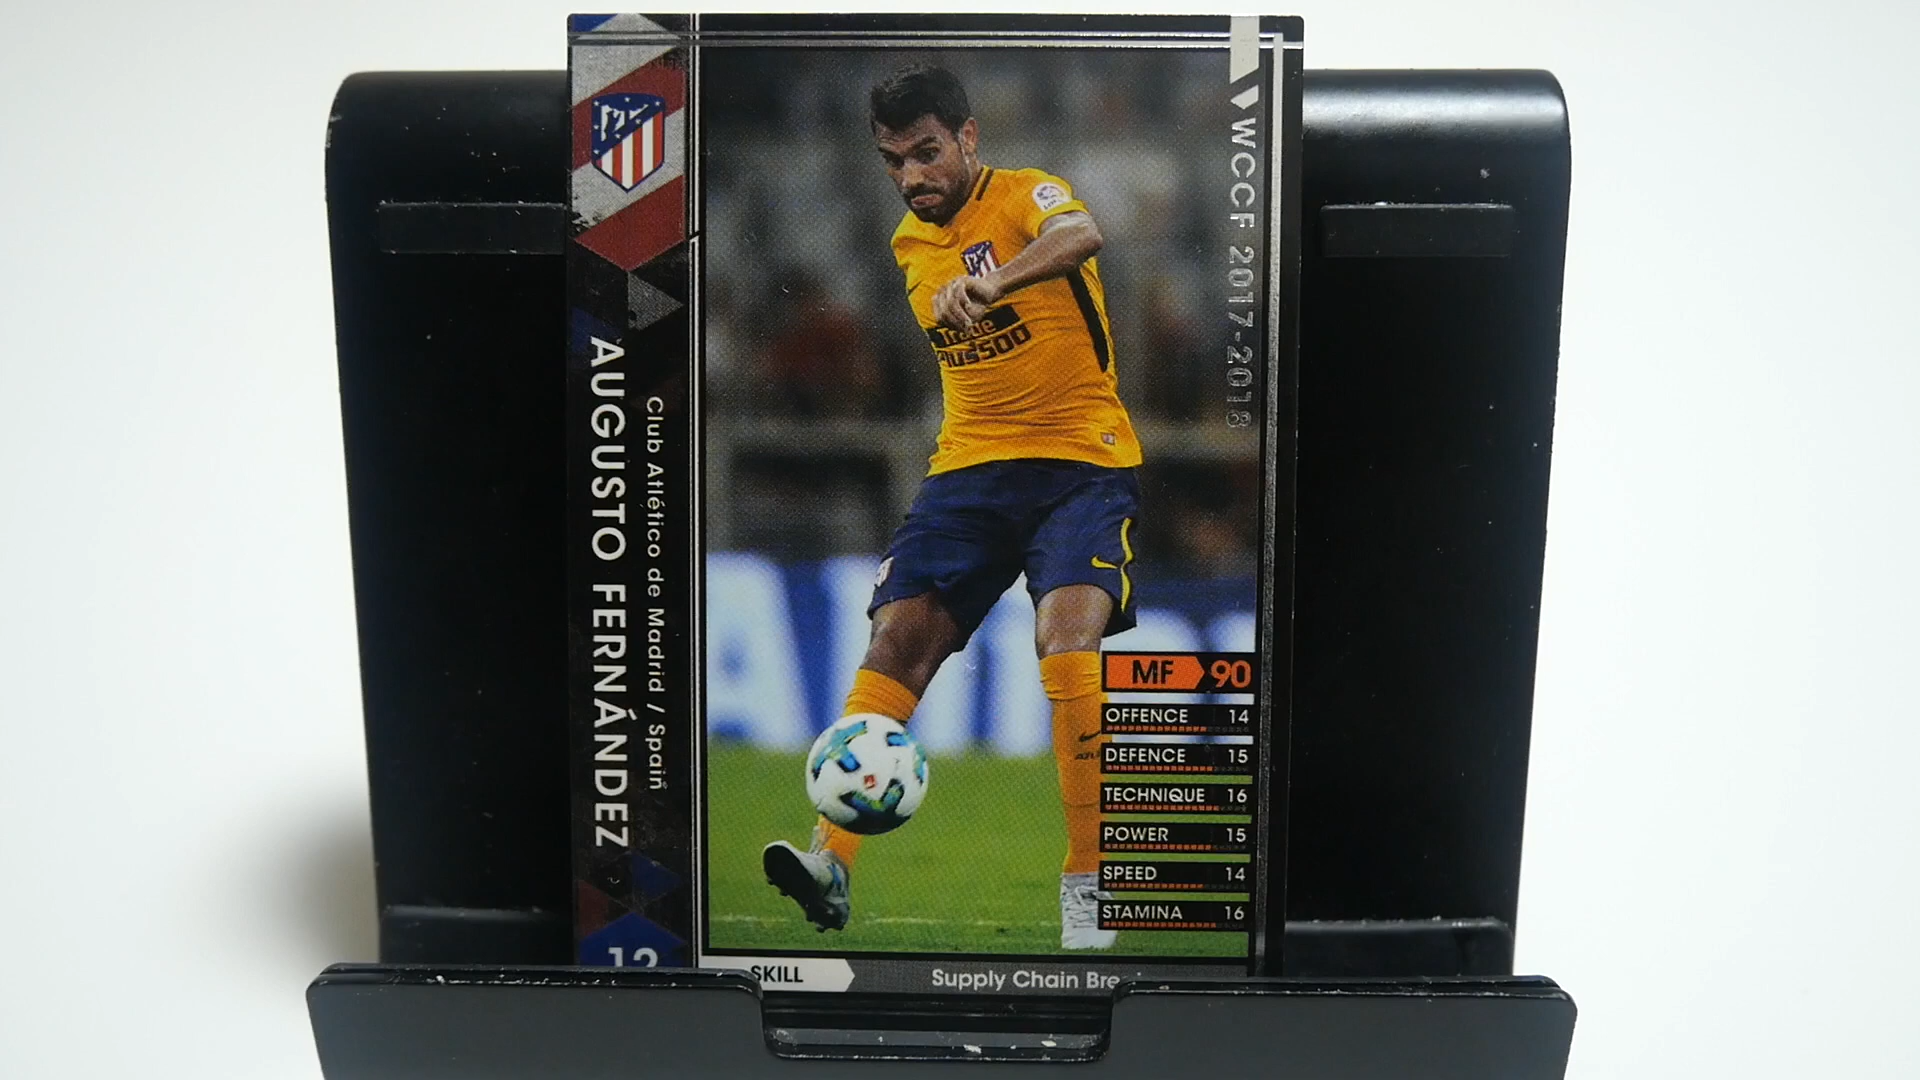 WCCF 2017-2018
AUGUSTO FERNÁNDEZ
Club Atlético de Madrid / Spain
12
Plus500
MF 90
OFFENCE 14
DEFENCE 15
TECHNIQUE 16
POWER 15
SPEED 14
STAMINA 16
SKILL
Supply Chain